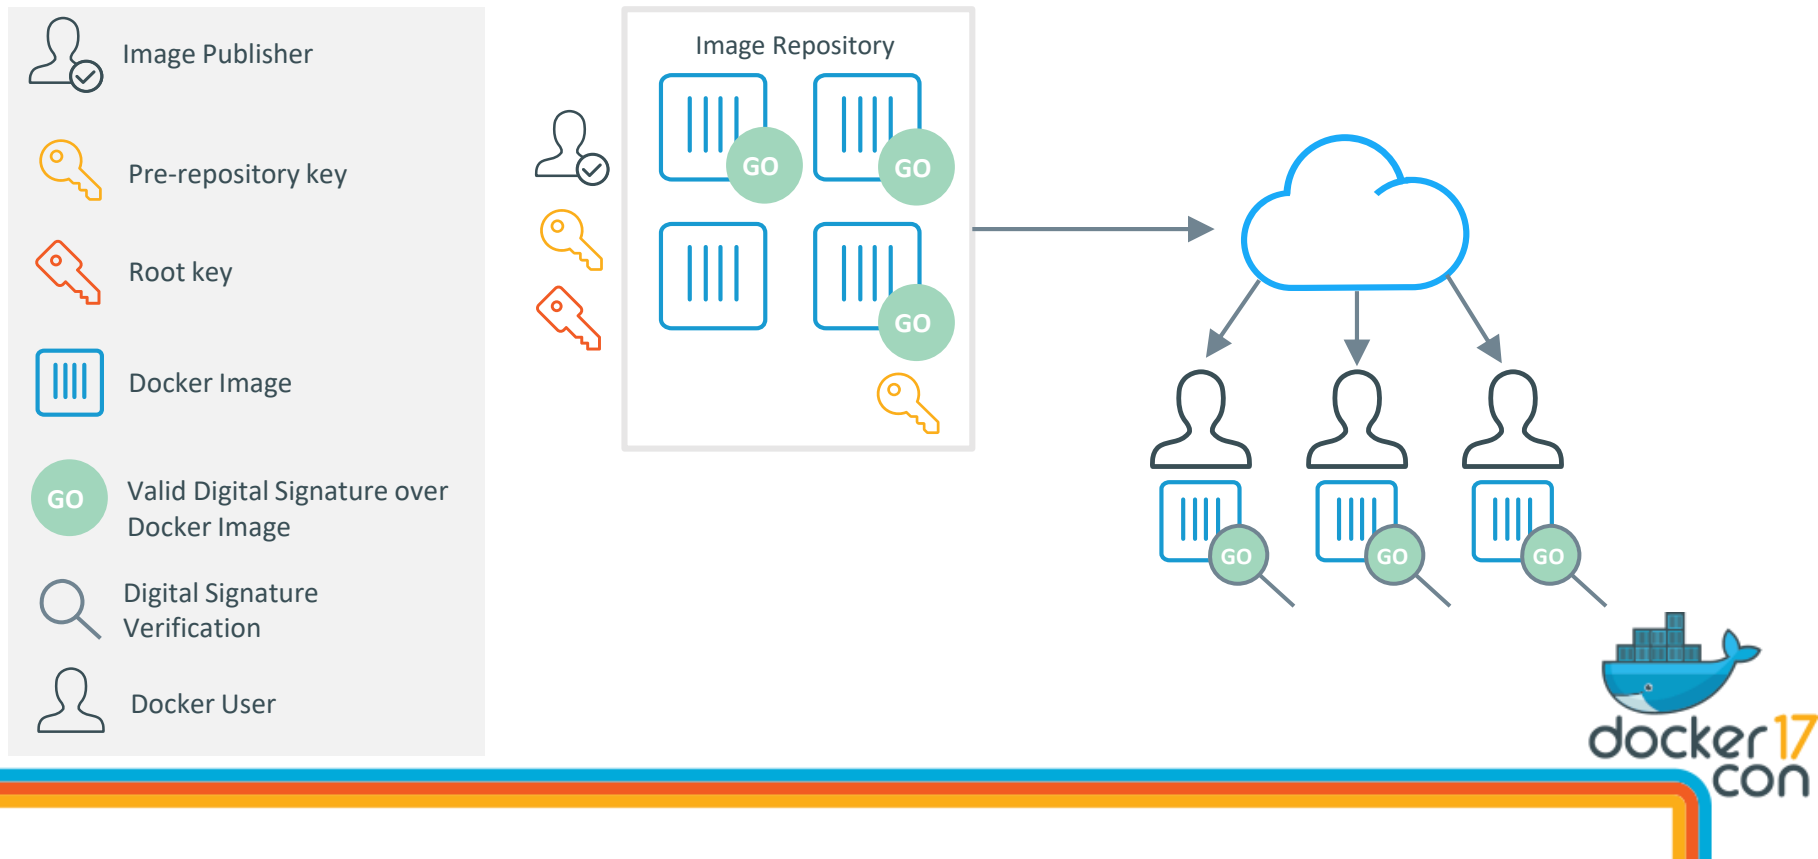 Image Publisher
Pre-repository key
Root key
Docker Image
GO
Valid Digital Signature over
Docker Image
Digital Signature
Verification
Docker User
Image Repository
GO
GO
GO
GO
GO
GO
docker 17
con